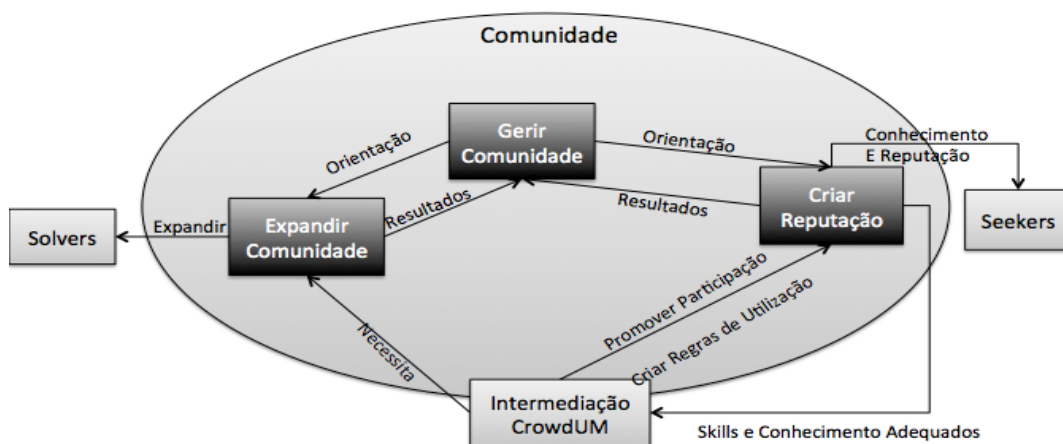 Comunidade
Gerir
Comunidade
Orientação
Orientação
Conhecimento
E Reputação
Resultados
Resultados
Criar
Reputação
Expandir
Comunidade
Expandir
Solvers
Seekers
Promover Participação
Criar Regras de Utilização
Necessita
Intermediação
CrowdUM
Skills e Conhecimento Adequados